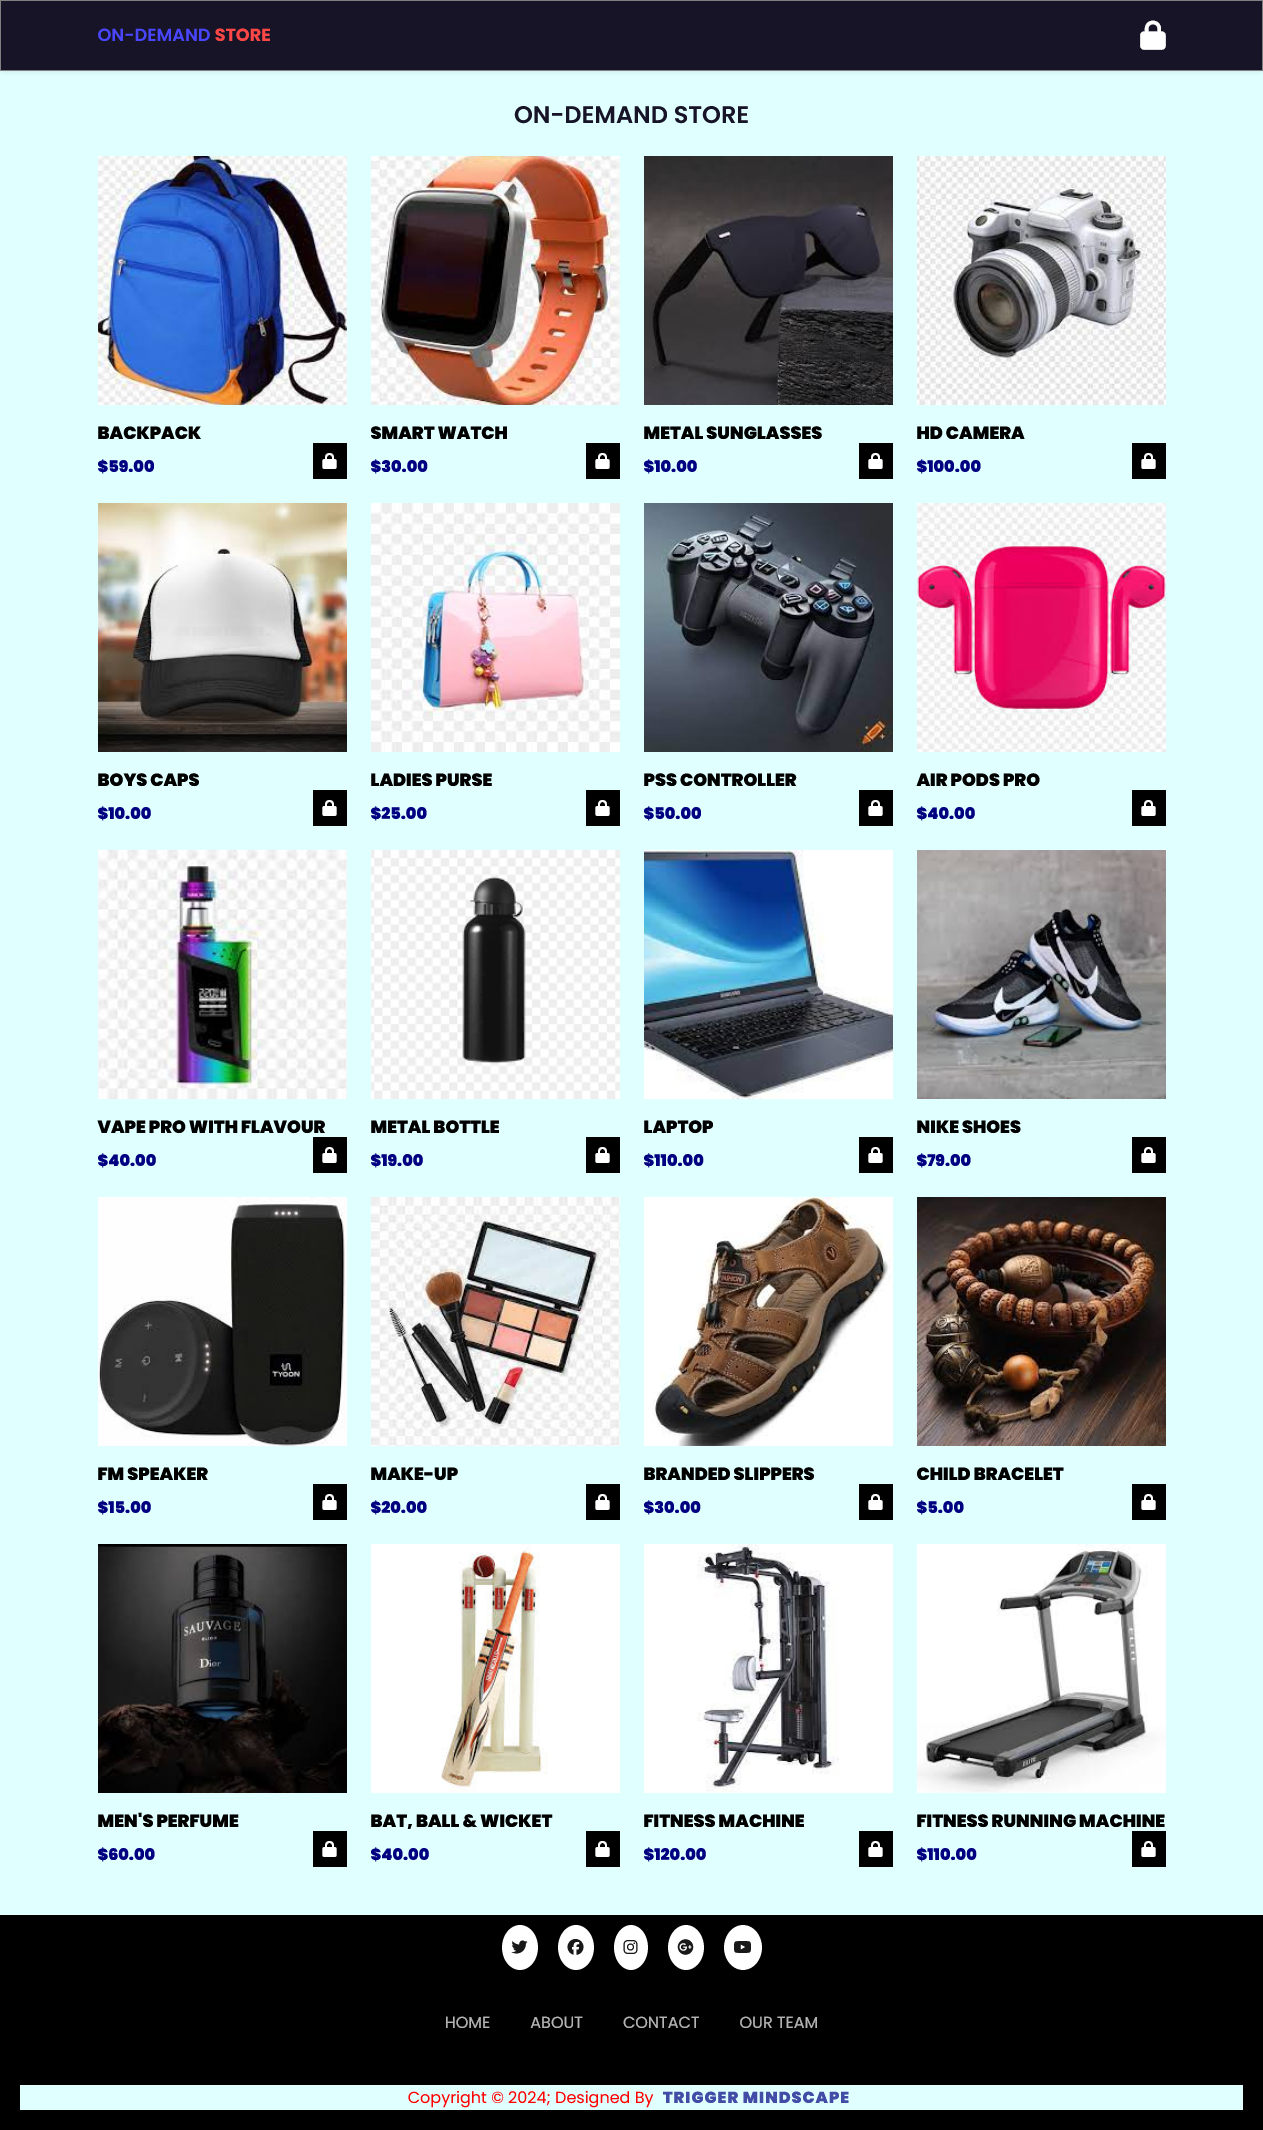 ON-DEMAND STORE
ON-DEMAND STORE
BACKPACK
$59.00
SMART WATCH
$30.00
METAL SUNGLASSES
$10.00
HD CAMERA
$100.00
BOYS CAPS
$10.00
LADIES PURSE
$25.00
PSS CONTROLLER
$50.00
AIR PODS PRO
$40.00
220
VAPE PRO WITH FLAVOUR
$40.00
METAL BOTTLE
$19.00
SAMSUNG
LAPTOP
$110.00
NIKE SHOES
$79.00
TYOON
FM SPEAKER
$15.00
MAKE-UP
$20.00
BRANDED SLIPPERS
$30.00
CHILD BRACELET
$5.00
SAUVAGE
ELIXIR
Dior
MEN'S PERFUME
$60.00
BAT, BALL & WICKET
$40.00
FITNESS MACHINE
$120.00
ELITE
FITNESS RUNNING MACHINE
$110.00
HOME ABOUT CONTACT OUR TEAM
Copyright © 2024; Designed By TRIGGER MINDSCAPE